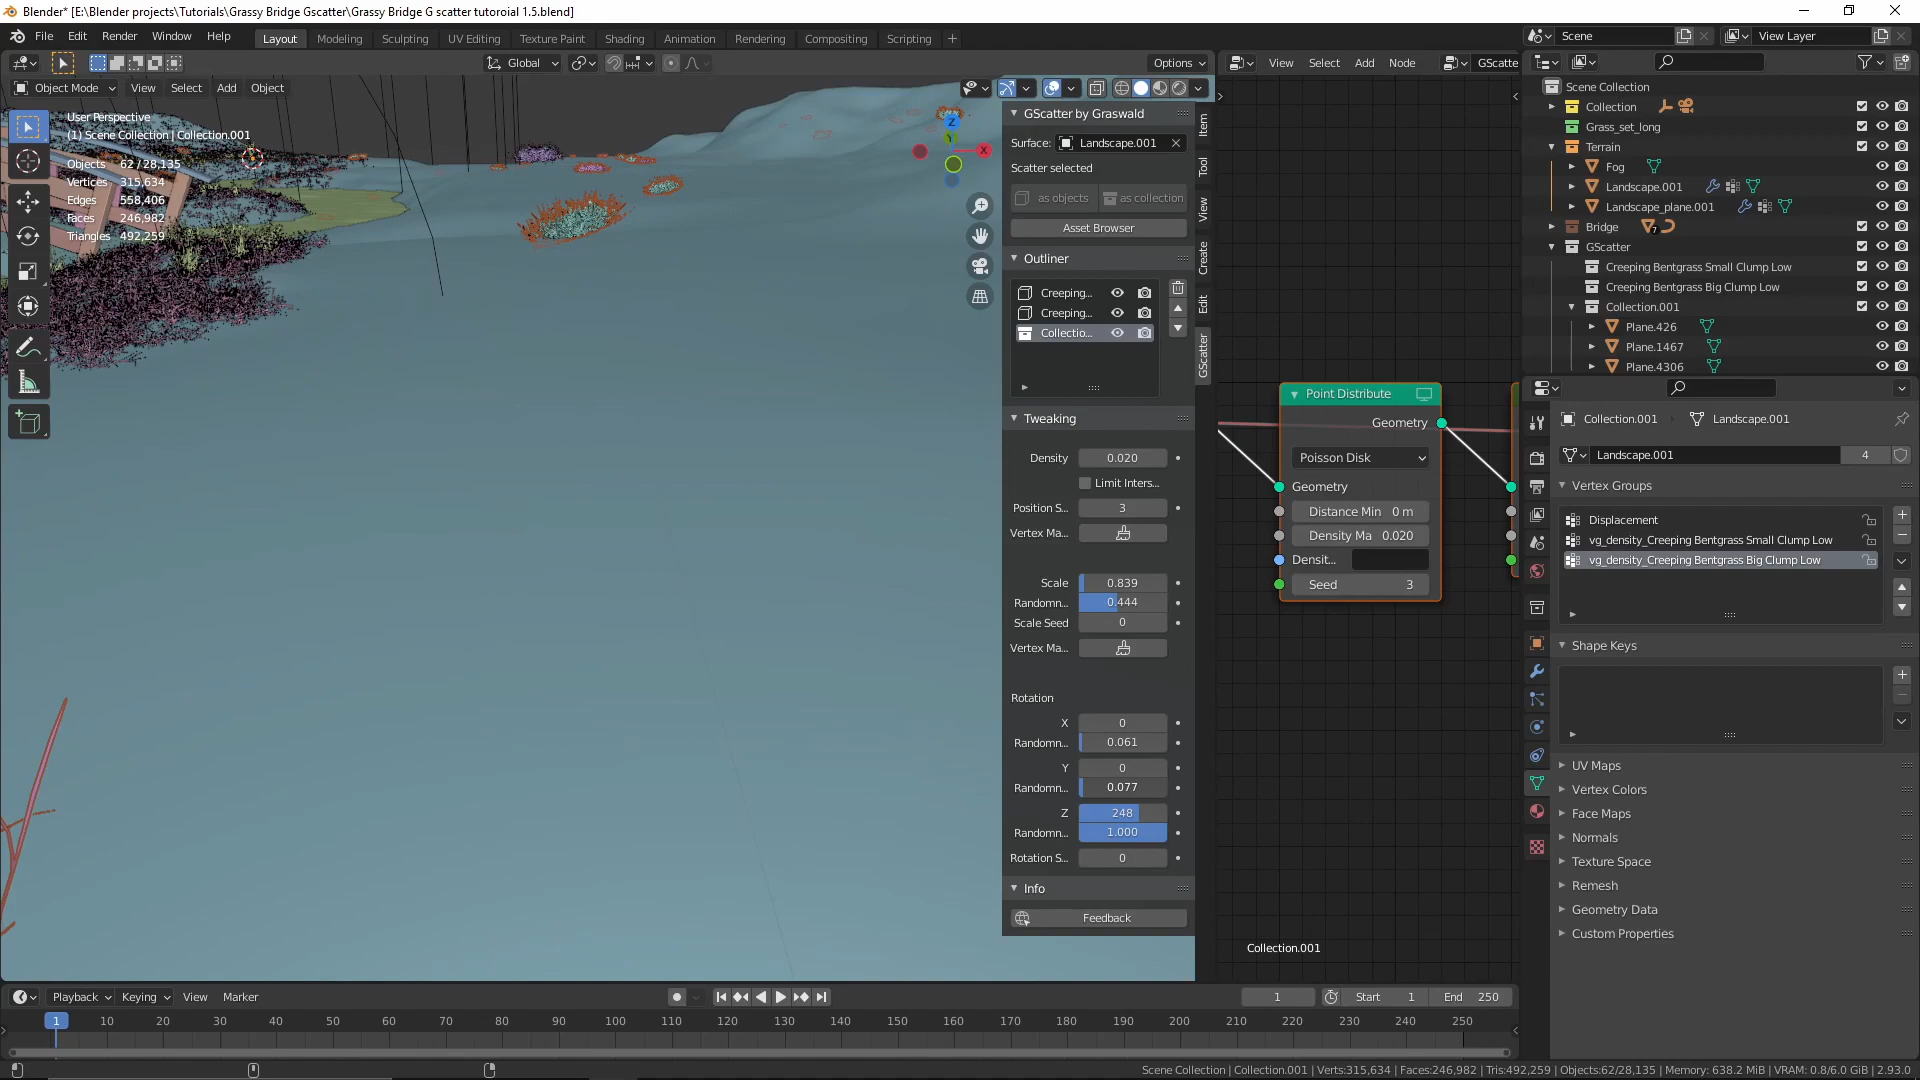 Blender* [E:\Blender projects\Tutorials\Grassy Bridge Gscatter\Grassy Bridge G scatter tutoroial 1.5.blend]
File Edit Render Window Help
Layout Modeling Sculpting UV Editing Texture Paint Shading Animation Rendering Compositing Scripting +
Scene
View Layer
Global
Options
View Select Add Node
GScatte
Object Mode View Select Add Object
User Perspective
(1) Scene Collection | Collection.001
Objects 62 / 28,135
Vertices 315,634
Edges 558,406
Faces 246,982
Triangles 492,259
Z
Y
X
GScatter by Graswald
Surface: Landscape.001
Scatter selected
as objects
as collection
Asset Browser
Outliner
Creeping...
Creeping...
Collectio...
Tweaking
Density 0.020
Limit Inters...
Position S... 3
Vertex Ma...
Scale 0.839
Randomn... 0.444
Scale Seed 0
Vertex Ma...
Rotation
X 0
Randomn... 0.061
Y 0
Randomn... 0.077
Z 248
Randomn... 1.000
Rotation S... 0
Info
Feedback
Item
Tool
View
Create
Edit
GScatter
Point Distribute
Geometry
Poisson Disk
Geometry
Distance Min 0 m
Density Ma 0.020
Densit...
Seed 3
Collection.001
Scene Collection
Collection
Grass_set_long
Terrain
Fog
Landscape.001
Landscape_plane.001
Bridge
7
GScatter
Creeping Bentgrass Small Clump Low
Creeping Bentgrass Big Clump Low
Collection.001
Plane.426
Plane.1467
Plane.4306
Collection.001 Landscape.001
Landscape.001 4
Vertex Groups
Displacement
vg_density_Creeping Bentgrass Small Clump Low
vg_density_Creeping Bentgrass Big Clump Low
Shape Keys
UV Maps
Vertex Colors
Face Maps
Normals
Texture Space
Remesh
Geometry Data
Custom Properties
Playback Keying View Marker
1
Start 1
End 250
1 10 20 30 40 50 60 70 80 90 100 110 120 130 140 150 160 170 180 190 200 210 220 230 240 250
Scene Collection | Collection.001 | Verts:315,634 | Faces:246,982 | Tris:492,259 | Objects:62/28,135 | Memory: 638.2 MiB | VRAM: 0.8/6.0 GiB | 2.93.0